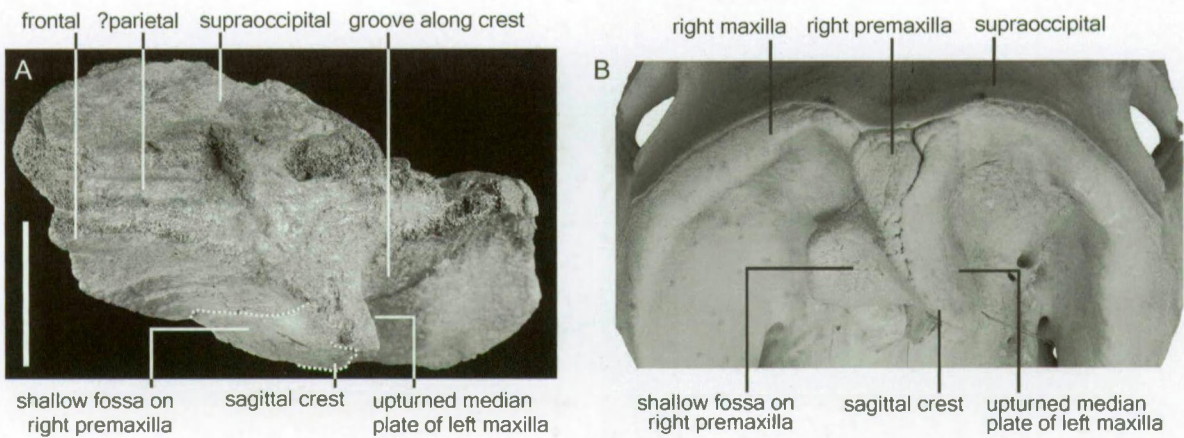 frontal ?parietal supraoccipital groove along crest
A
shallow fossa on
right premaxilla
sagittal crest
upturned median
plate of left maxilla
right maxilla right premaxilla supraoccipital
B
shallow fossa on
right premaxilla
sagittal crest
upturned median
plate of left maxilla